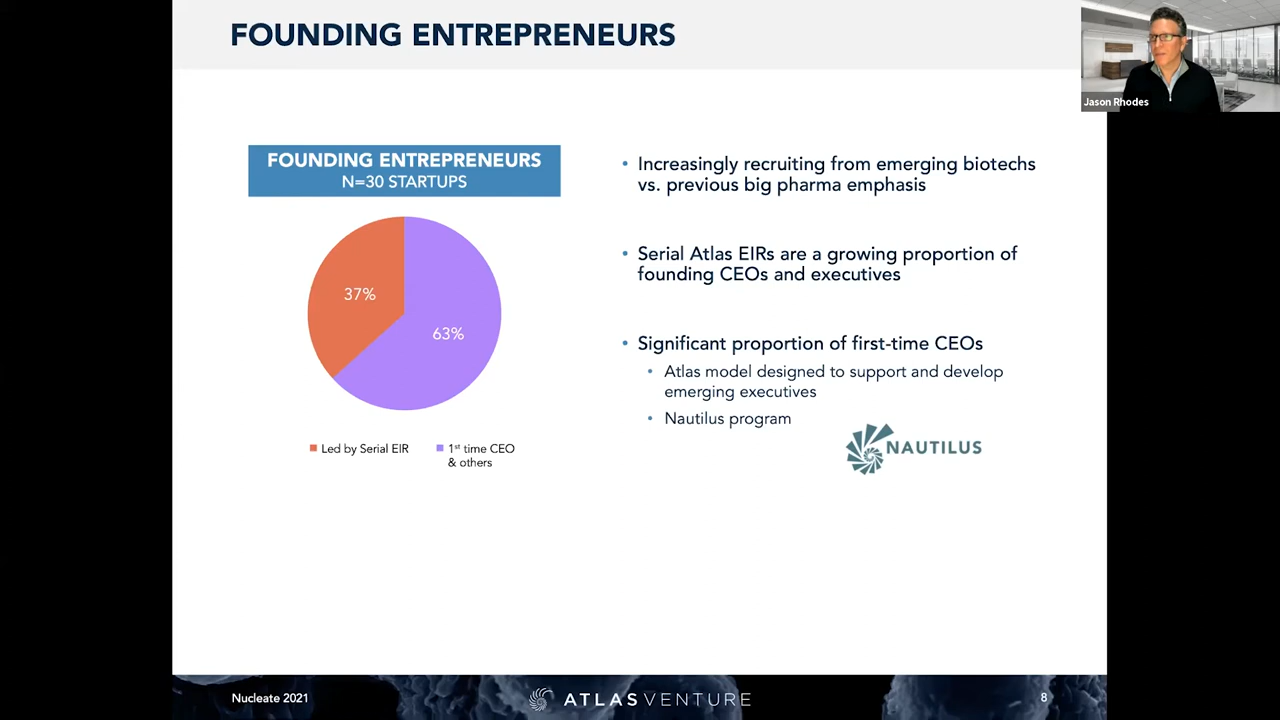 FOUNDING ENTREPRENEURS
Jason Rhodes
FOUNDING ENTREPRENEURS
N=30 STARTUPS
37%
63%
Led by Serial EIR
1st time CEO
& others
• Increasingly recruiting from emerging biotechs
vs. previous big pharma emphasis
• Serial Atlas EIRs are a growing proportion of
founding CEOs and executives
• Significant proportion of first-time CEOs
• Atlas model designed to support and develop
emerging executives
• Nautilus program
NAUTILUS
Nucleate 2021
ATLAS VENTURE
8